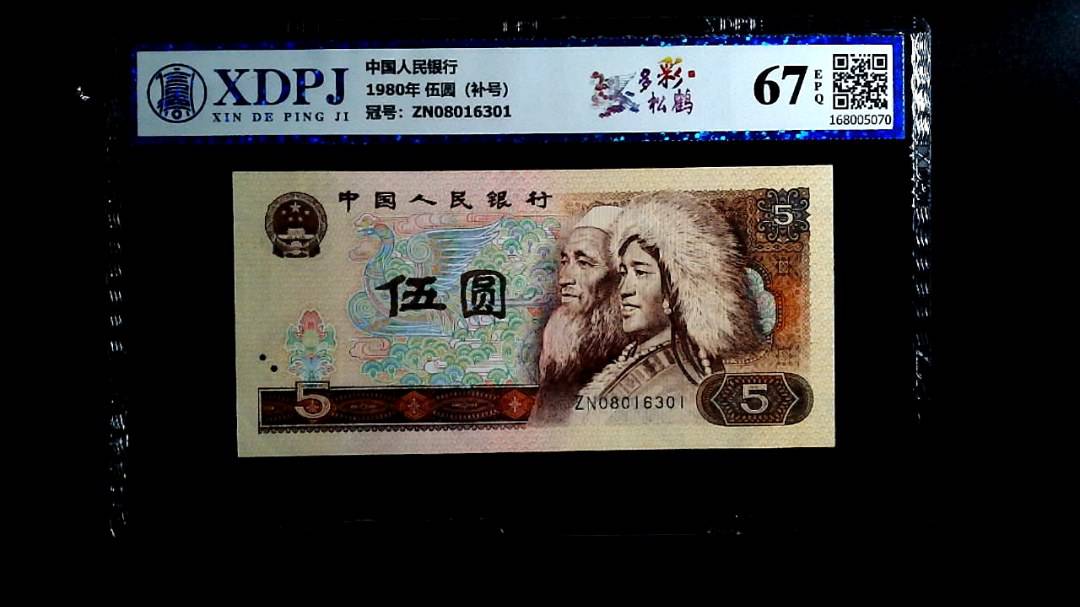 XDPJ
XIN DE PING JI
中国人民银行
1980年 伍圆（补号）
冠号：ZN08016301
多彩
松鹤
67
EPQ
168005070
中国人民银行
5
伍圆
5
ZN08016301
5